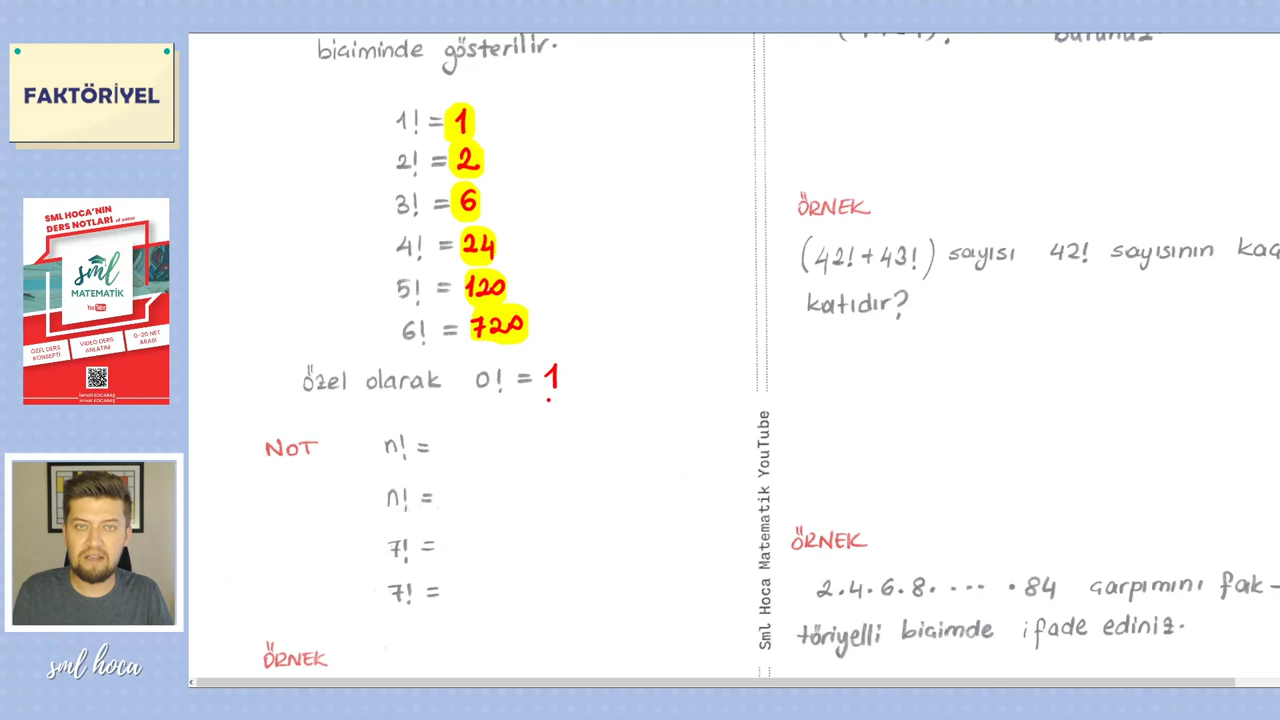 FAKTÖRİYEL
SML HOCA'NIN
DERS NOTLARI
sml
MATEMATİK
YouTube
ÖZEL DERS
KONSEPTİ
VIDEO DERS
ANLATIM
0-20 NET
ARASI
sml hoca
biçiminde gösterilir.
1! = 1
2! = 2
3! = 6
4! = 24
5! = 120
6! = 720
özel olarak 0! = 1
NOT n! =
n! =
7! =
7! =
ÖRNEK
Sml Hoca Matematik YouTube
ÖRNEK
(42!+43!) sayısı 42! sayısının kaç
katıdır?
ÖRNEK
2.4.6.8. .... .84 çarpımını fak-
töriyelli biçimde ifade ediniz.